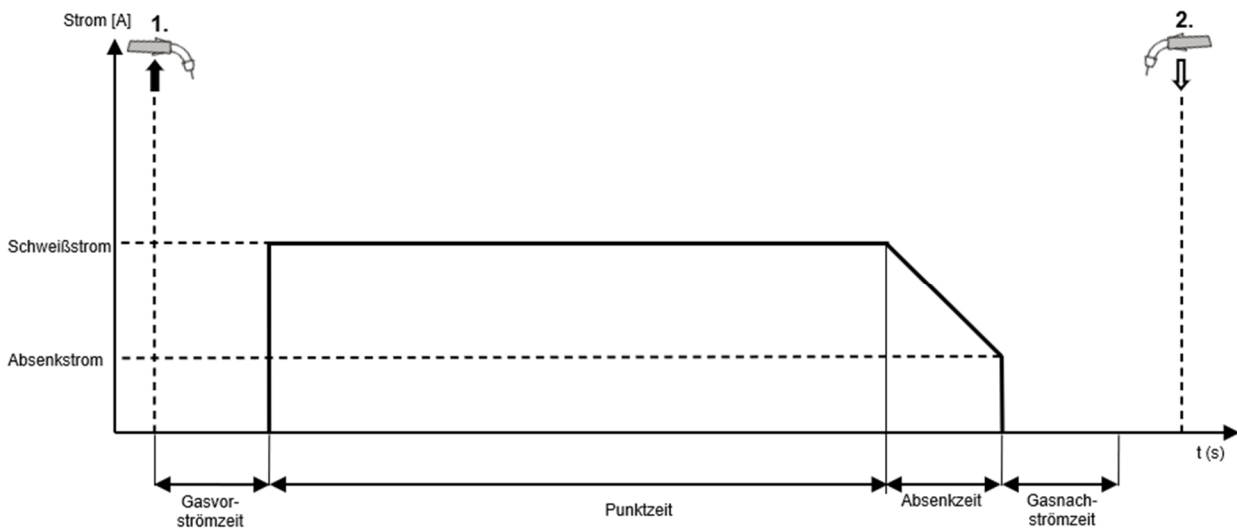 Strom [A]
1.
2.
Schweißstrom
Absenkstrom
t (s)
Gasvor-
strömzeit
Punktzeit
Absenkzeit
Gasnach-
strömzeit